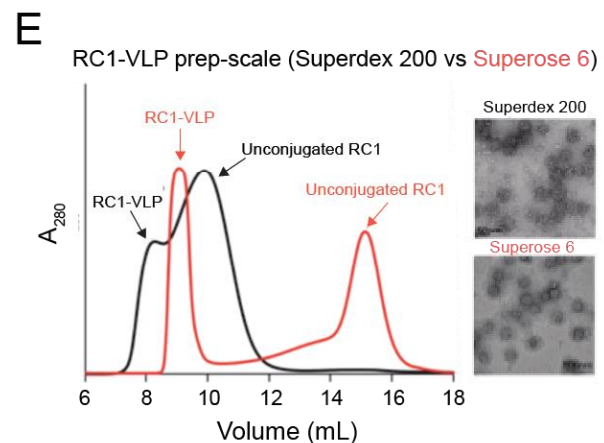 E
RC1-VLP prep-scale (Superdex 200 vs Superose 6)
RC1-VLP
Unconjugated RC1
RC1-VLP
Unconjugated RC1
A280
6 8 10 12 14 16 18
Volume (mL)
Superdex 200
Superose 6